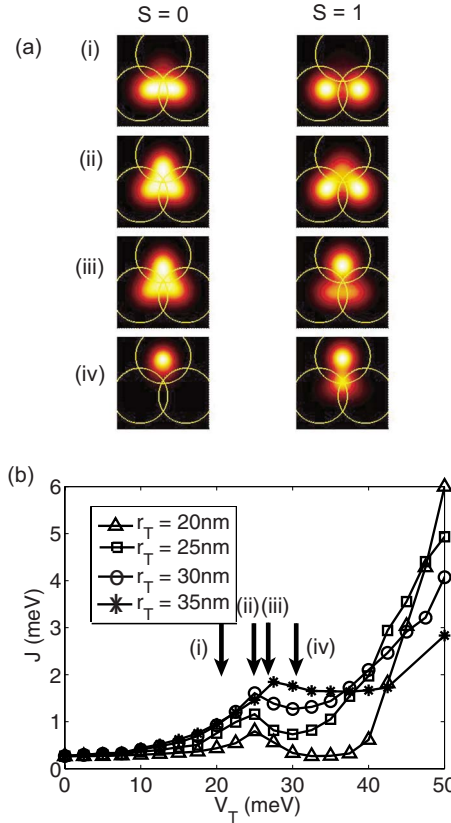 S = 0 S = 1
(a) (i)
(ii)
(iii)
(iv)
(b)
6
5
4
3
2
1
0
J (meV)
r_T = 20nm
r_T = 25nm
r_T = 30nm
r_T = 35nm
(i) (ii) (iii) (iv)
0 10 20 30 40 50
V_T (meV)